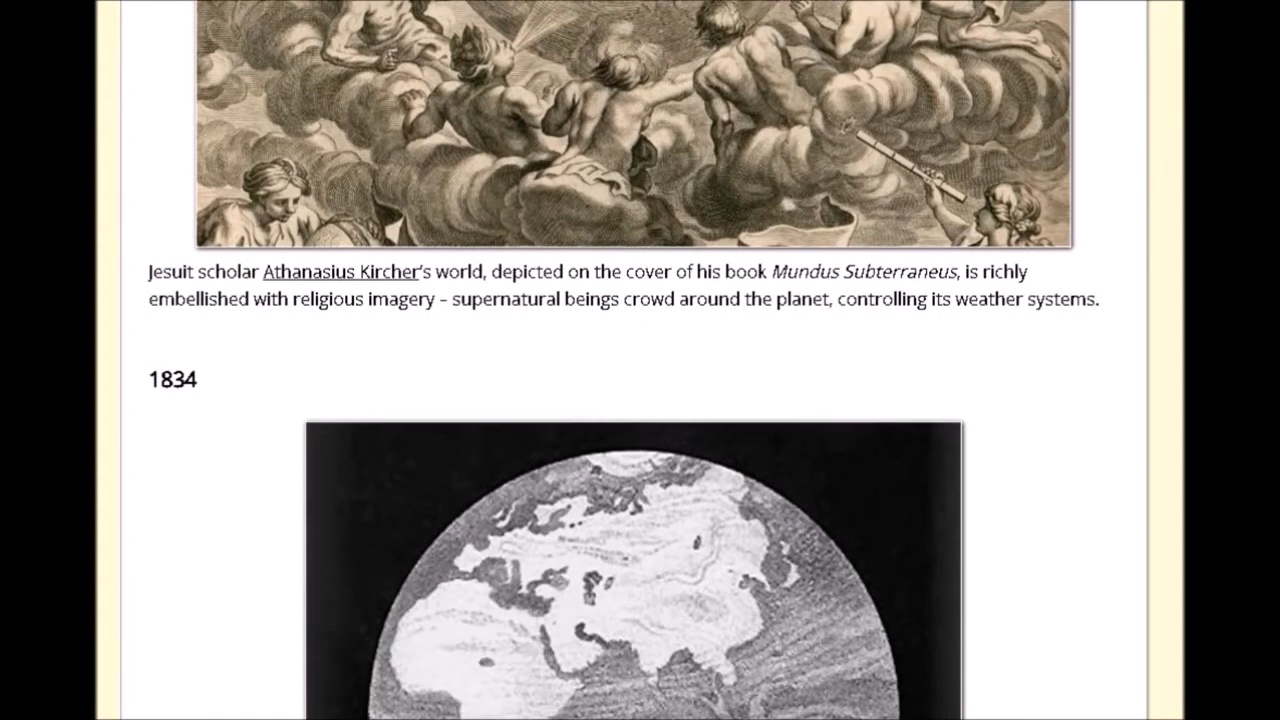 Jesuit scholar Athanasius Kircher's world, depicted on the cover of his book Mundus Subterraneus, is richly
embellished with religious imagery – supernatural beings crowd around the planet, controlling its weather systems.
1834